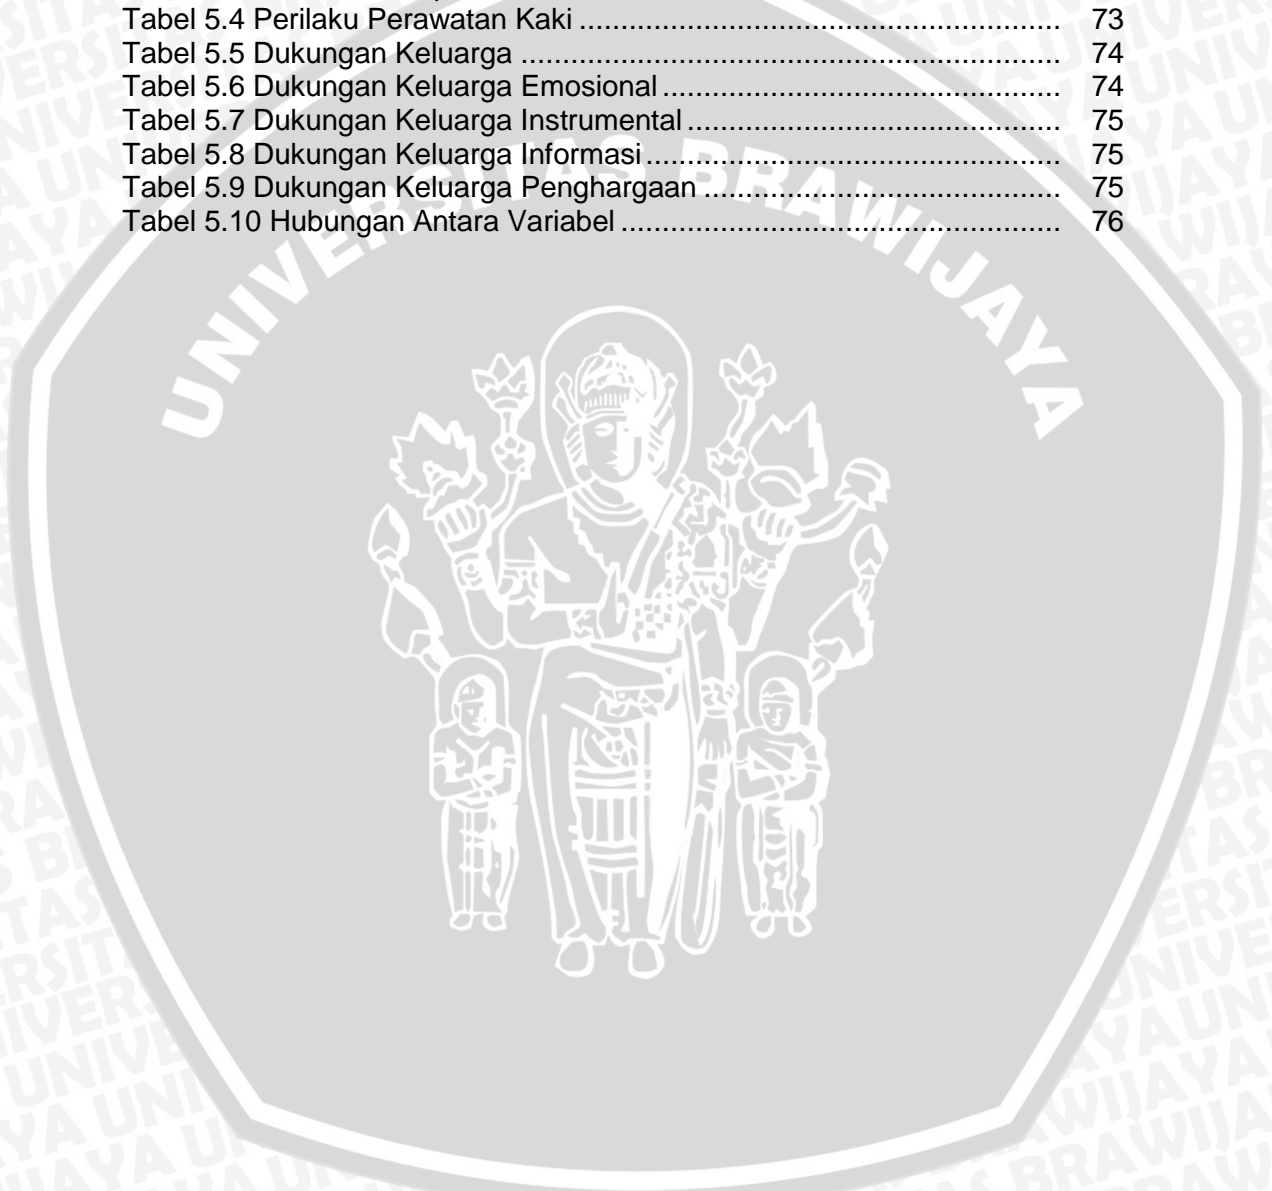 Tabel 5.4 Perilaku Perawatan Kaki ........................................................... 73
Tabel 5.5 Dukungan Keluarga .................................................................. 74
Tabel 5.6 Dukungan Keluarga Emosional ................................................ 74
Tabel 5.7 Dukungan Keluarga Instrumental ............................................. 75
Tabel 5.8 Dukungan Keluarga Informasi .................................................. 75
Tabel 5.9 Dukungan Keluarga Penghargaan ........................................... 75
Tabel 5.10 Hubungan Antara Variabel ..................................................... 76
UNIVERSITAS BRAWIJAYA